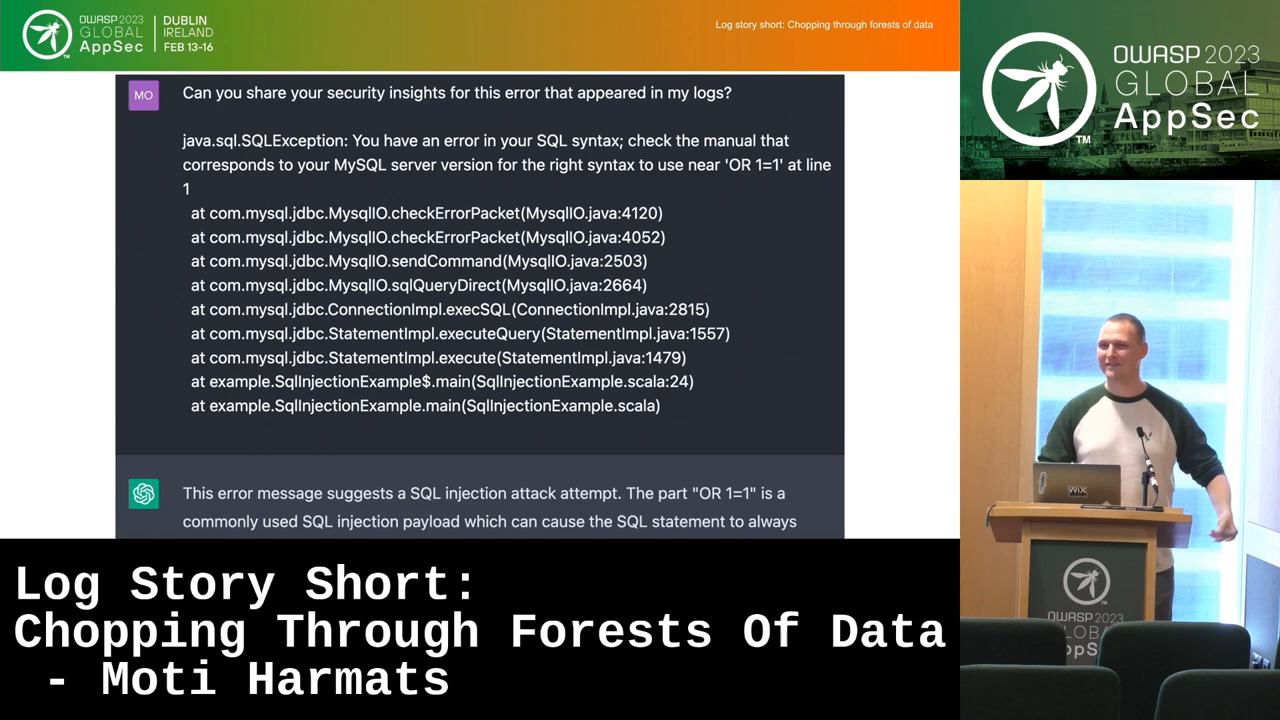 OWASP 2023
GLOBAL
AppSec
TM
DUBLIN
IRELAND
FEB 13-16
Log story short: Chopping through forests of data
MO
Can you share your security insights for this error that appeared in my logs?
java.sql.SQLException: You have an error in your SQL syntax; check the manual that
corresponds to your MySQL server version for the right syntax to use near 'OR 1=1' at line
1
at com.mysql.jdbc.MysqlIO.checkErrorPacket(MysqlIO.java:4120)
at com.mysql.jdbc.MysqlIO.checkErrorPacket(MysqlIO.java:4052)
at com.mysql.jdbc.MysqlIO.sendCommand(MysqlIO.java:2503)
at com.mysql.jdbc.MysqlIO.sqlQueryDirect(MysqlIO.java:2664)
at com.mysql.jdbc.ConnectionImpl.execSQL(ConnectionImpl.java:2815)
at com.mysql.jdbc.StatementImpl.executeQuery(StatementImpl.java:1557)
at com.mysql.jdbc.StatementImpl.execute(StatementImpl.java:1479)
at example.SqlInjectionExample$.main(SqlInjectionExample.scala:24)
at example.SqlInjectionExample.main(SqlInjectionExample.scala)
This error message suggests a SQL injection attack attempt. The part "OR 1=1" is a
commonly used SQL injection payload which can cause the SQL statement to always
Log Story Short:
Chopping Through Forests Of Data
- Moti Harmats
OWASP 2023
GLOBAL
AppSec
TM
WIX
OWASP 2023
GLOBAL
AppS